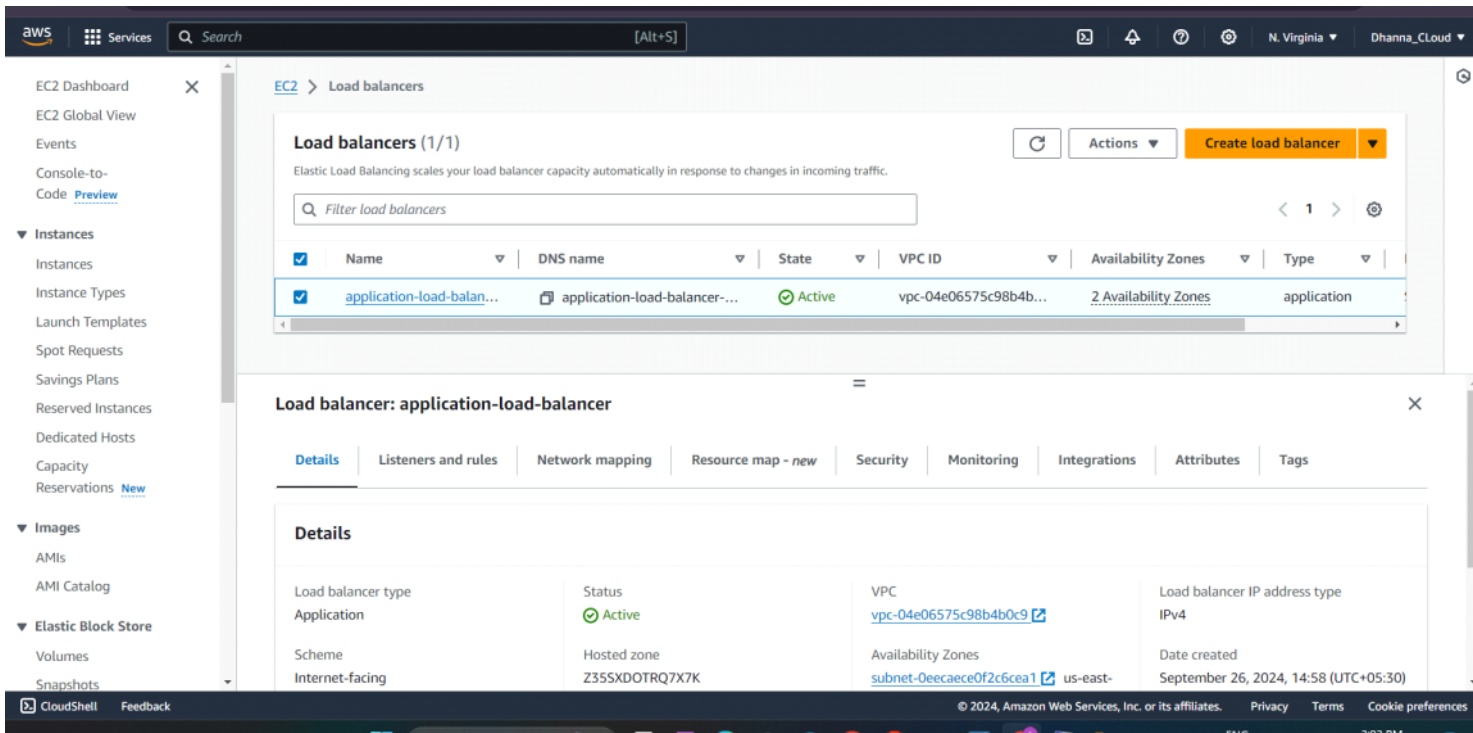 aws Services Search [Alt+S] N. Virginia ▼ Dhanna_CLoud ▼
EC2 Dashboard
EC2 Global View
Events
Console-to-
Code Preview
▼ Instances
Instances
Instance Types
Launch Templates
Spot Requests
Savings Plans
Reserved Instances
Dedicated Hosts
Capacity
Reservations New
▼ Images
AMIs
AMI Catalog
▼ Elastic Block Store
Volumes
Snapshots
EC2 > Load balancers
Load balancers (1/1)
Actions ▼ Create load balancer ▼
Elastic Load Balancing scales your load balancer capacity automatically in response to changes in incoming traffic.
Filter load balancers
< 1 >
Name DNS name State VPC ID Availability Zones Type
application-load-balan... application-load-balancer-... Active vpc-04e06575c98b4b... 2 Availability Zones application
Load balancer: application-load-balancer
Details Listeners and rules Network mapping Resource map - new Security Monitoring Integrations Attributes Tags
Details
Load balancer type Status VPC Load balancer IP address type
Application Active vpc-04e06575c98b4b0c9 IPv4
Scheme Hosted zone Availability Zones Date created
Internet-facing Z35SXDOTRQ7X7K subnet-0eecaece0f2c6cea1 us-east- September 26, 2024, 14:58 (UTC+05:30)
CloudShell Feedback © 2024, Amazon Web Services, Inc. or its affiliates. Privacy Terms Cookie preferences